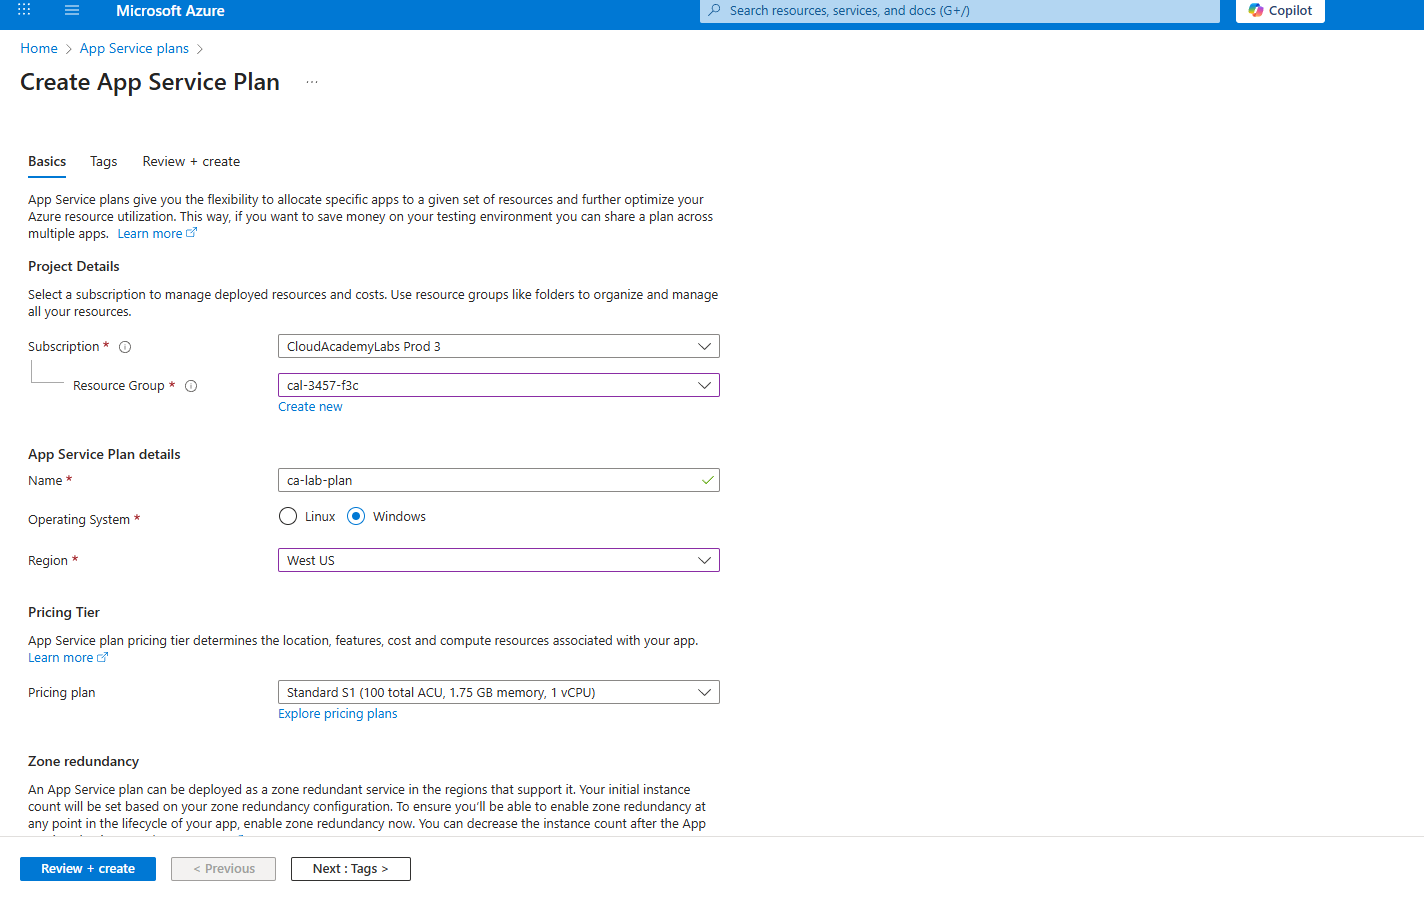 Microsoft Azure
Search resources, services, and docs (G+/)
Copilot
Home > App Service plans >
Create App Service Plan ...
Basics Tags Review + create
App Service plans give you the flexibility to allocate specific apps to a given set of resources and further optimize your
Azure resource utilization. This way, if you want to save money on your testing environment you can share a plan across
multiple apps. Learn more
Project Details
Select a subscription to manage deployed resources and costs. Use resource groups like folders to organize and manage
all your resources.
Subscription * CloudAcademyLabs Prod 3
Resource Group * cal-3457-f3c
Create new
App Service Plan details
Name * ca-lab-plan
Operating System * Linux Windows
Region * West US
Pricing Tier
App Service plan pricing tier determines the location, features, cost and compute resources associated with your app.
Learn more
Pricing plan Standard S1 (100 total ACU, 1.75 GB memory, 1 vCPU)
Explore pricing plans
Zone redundancy
An App Service plan can be deployed as a zone redundant service in the regions that support it. Your initial instance
count will be set based on your zone redundancy configuration. To ensure you'll be able to enable zone redundancy at
any point in the lifecycle of your app, enable zone redundancy now. You can decrease the instance count after the App
Review + create < Previous Next : Tags >